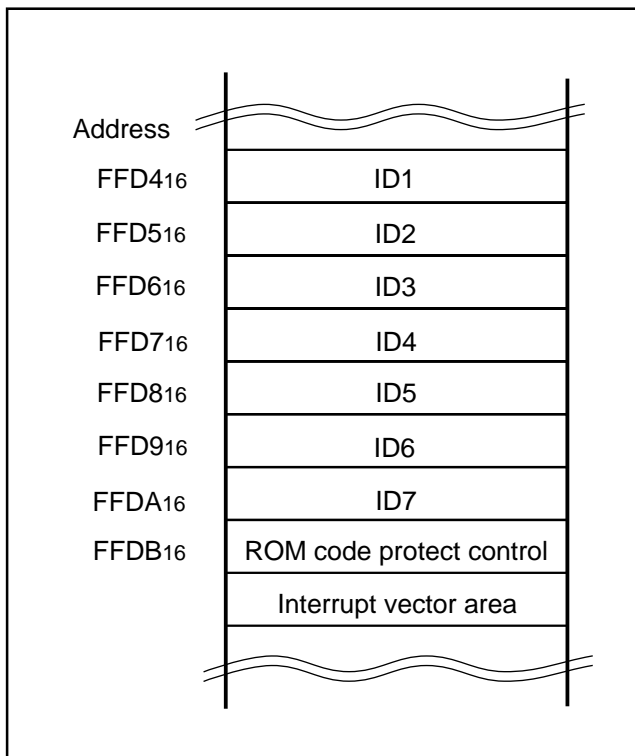 Address
FFD416 ID1
FFD516 ID2
FFD616 ID3
FFD716 ID4
FFD816 ID5
FFD916 ID6
FFDA16 ID7
FFDB16 ROM code protect control
Interrupt vector area